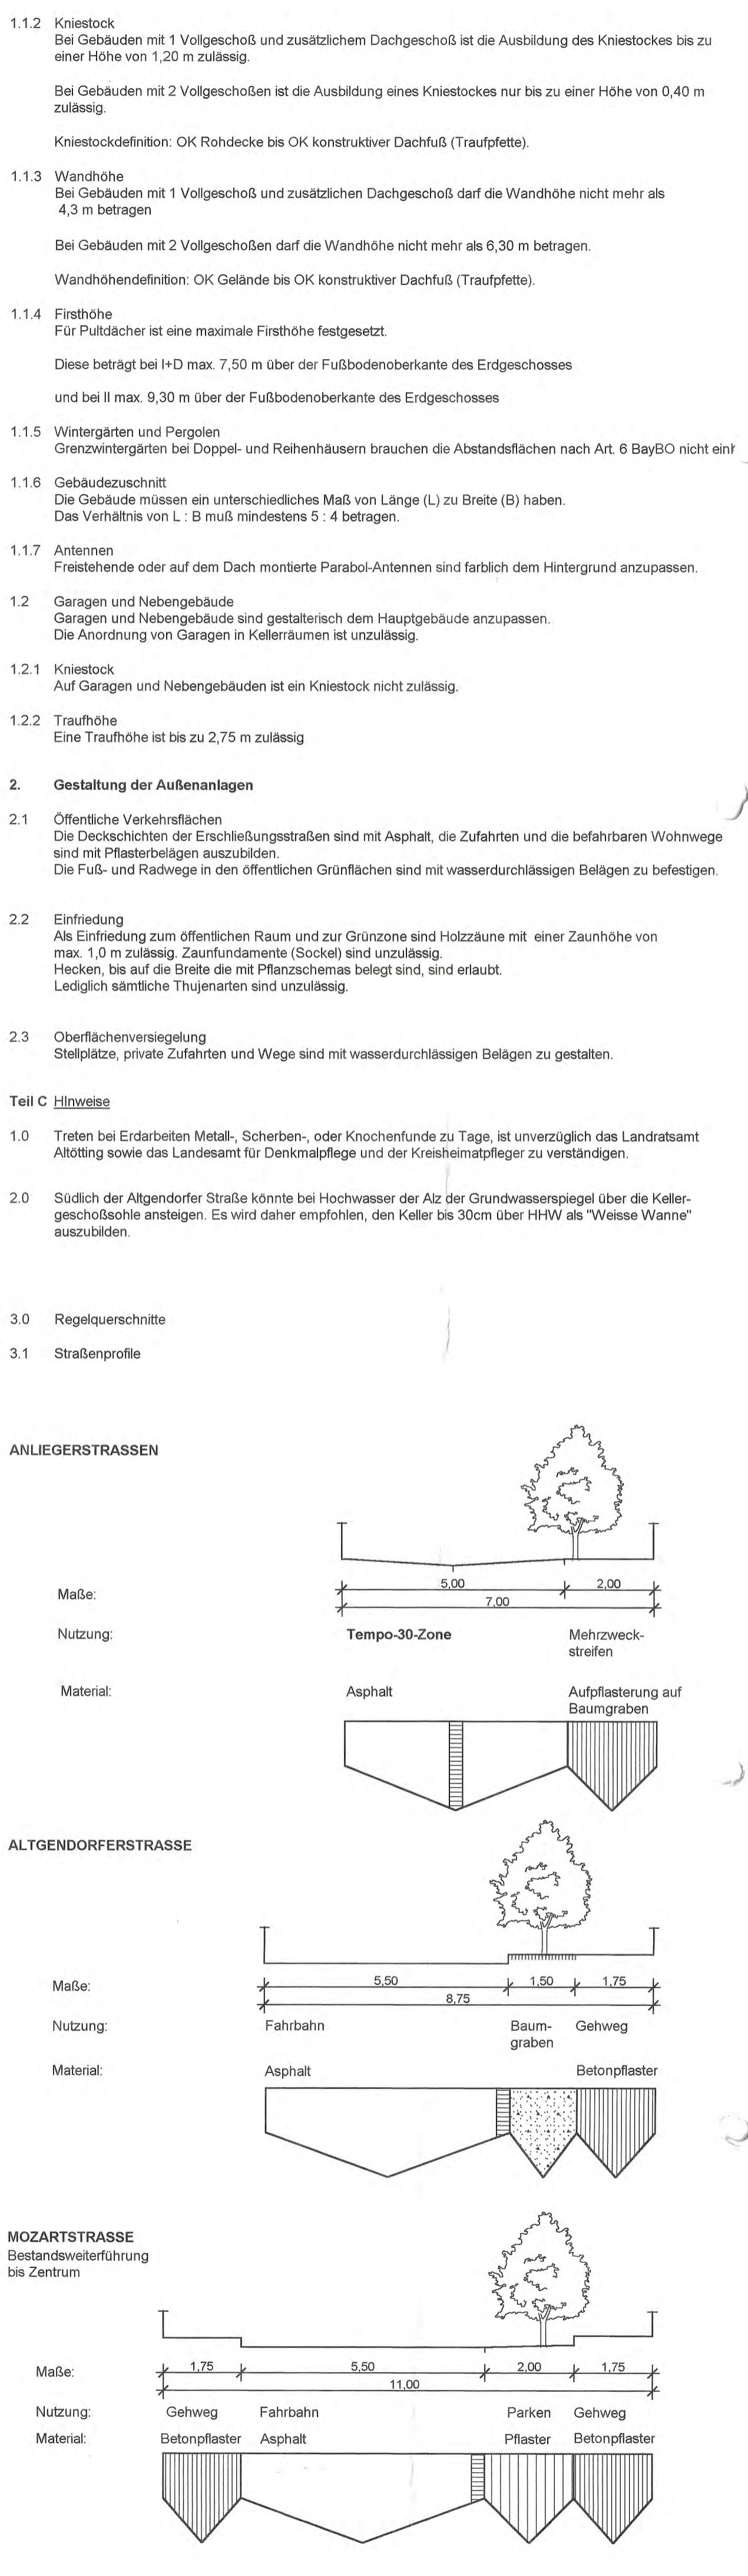 1.1.2 Kniestock
Bei Gebäuden mit 1 Vollgeschoß und zusätzlichem Dachgeschoß ist die Ausbildung des Kniestockes bis zu
einer Höhe von 1,20 m zulässig.
Bei Gebäuden mit 2 Vollgeschoßen ist die Ausbildung eines Kniestockes nur bis zu einer Höhe von 0,40 m
zulässig.
Kniestockdefinition: OK Rohdecke bis OK konstruktiver Dachfuß (Traufpfette).
1.1.3 Wandhöhe
Bei Gebäuden mit 1 Vollgeschoß und zusätzlichen Dachgeschoß darf die Wandhöhe nicht mehr als
4,3 m betragen
Bei Gebäuden mit 2 Vollgeschoßen darf die Wandhöhe nicht mehr als 6,30 m betragen.
Wandhöhendefinition: OK Gelände bis OK konstruktiver Dachfuß (Traufpfette).
1.1.4 Firsthöhe
Für Pultdächer ist eine maximale Firsthöhe festgesetzt.
Diese beträgt bei I+D max. 7,50 m über der Fußbodenoberkante des Erdgeschosses
und bei II max. 9,30 m über der Fußbodenoberkante des Erdgeschosses
1.1.5 Wintergärten und Pergolen
Grenzwintergärten bei Doppel- und Reihenhäusern brauchen die Abstandsflächen nach Art. 6 BayBO nicht
1.1.6 Gebäudezuschnitt
Die Gebäude müssen ein unterschiedliches Maß von Länge (L) zu Breite (B) haben.
Das Verhältnis von L : B muß mindestens 5 : 4 betragen.
1.1.7 Antennen
Freistehende oder auf dem Dach montierte Parabol-Antennen sind farblich dem Hintergrund anzupassen.
1.2 Garagen und Nebengebäude
Garagen und Nebengebäude sind gestalterisch dem Hauptgebäude anzupassen.
Die Anordnung von Garagen in Kellerräumen ist unzulässig.
1.2.1 Kniestock
Auf Garagen und Nebengebäuden ist ein Kniestock nicht zulässig.
1.2.2 Traufhöhe
Eine Traufhöhe ist bis zu 2,75 m zulässig
2. Gestaltung der Außenanlagen
2.1 Öffentliche Verkehrsflächen
Die Deckschichten der Erschließungsstraßen sind mit Asphalt, die Zufahrten und die befahrbaren Wohnwege
sind mit Pflasterbelägen auszubilden.
Die Fuß- und Radwege in den öffentlichen Grünflächen sind mit wasserdurchlässigen Belägen zu befestigen.
2.2 Einfriedung
Als Einfriedung zum öffentlichen Raum und zur Grünzone sind Holzzäune mit einer Zaunhöhe von
max. 1,0 m zulässig. Zaunfundamente (Sockel) sind unzulässig.
Hecken, bis auf die Breite die mit Pflanzschemas belegt sind, sind erlaubt.
Lediglich sämtliche Thujenarten sind unzulässig.
2.3 Oberflächenversiegelung
Stellplätze, private Zufahrten und Wege sind mit wasserdurchlässigen Belägen zu gestalten.
Teil C HInweise
1.0 Treten bei Erdarbeiten Metall-, Scherben-, oder Knochenfunde zu Tage, ist unverzüglich das Landratsamt
Altötting sowie das Landesamt für Denkmalpflege und der Kreisheimatpfleger zu verständigen.
2.0 Südlich der Altgendorfer Straße könnte bei Hochwasser der Alz der Grundwasserspiegel über die Keller-
geschoßsohle ansteigen. Es wird daher empfohlen, den Keller bis 30cm über HHW als "Weisse Wanne"
auszubilden.
3.0 Regelquerschnitte
3.1 Straßenprofile
ANLIEGERSTRASSEN
Maße: 5,00 2,00
7,00
Nutzung: Tempo-30-Zone Mehrzweck-
streifen
Material: Asphalt Aufpflasterung auf
Baumgraben
ALTGENDORFERSTRASSE
Maße: 5,50 1,50 1,75
8,75
Nutzung: Fahrbahn Baum- Gehweg
graben
Material: Asphalt Betonpflaster
MOZARTSTRASSE
Bestandsweiterführung
bis Zentrum
Maße: 1,75 5,50 2,00 1,75
11,00
Nutzung: Gehweg Fahrbahn Parken Gehweg
Material: Betonpflaster Asphalt Pflaster Betonpflaster